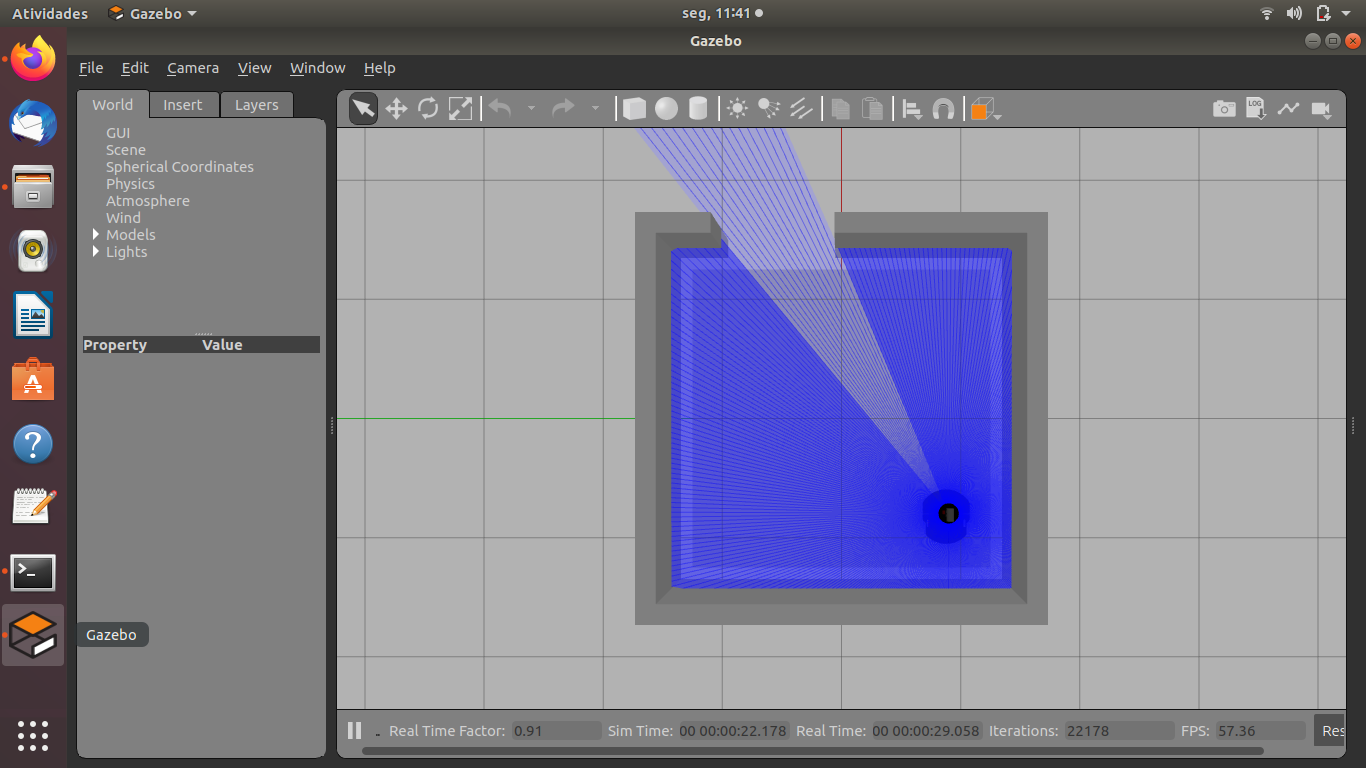 Atividades Gazebo seg, 11:41
Gazebo
File Edit Camera View Window Help
World Insert Layers
LOG
GUI
Scene
Spherical Coordinates
Physics
Atmosphere
Wind
Models
Lights
Property Value
Gazebo
Real Time Factor: 0.91 Sim Time: 00 00:00:22.178 Real Time: 00 00:00:29.058 Iterations: 22178 FPS: 57.36 Res